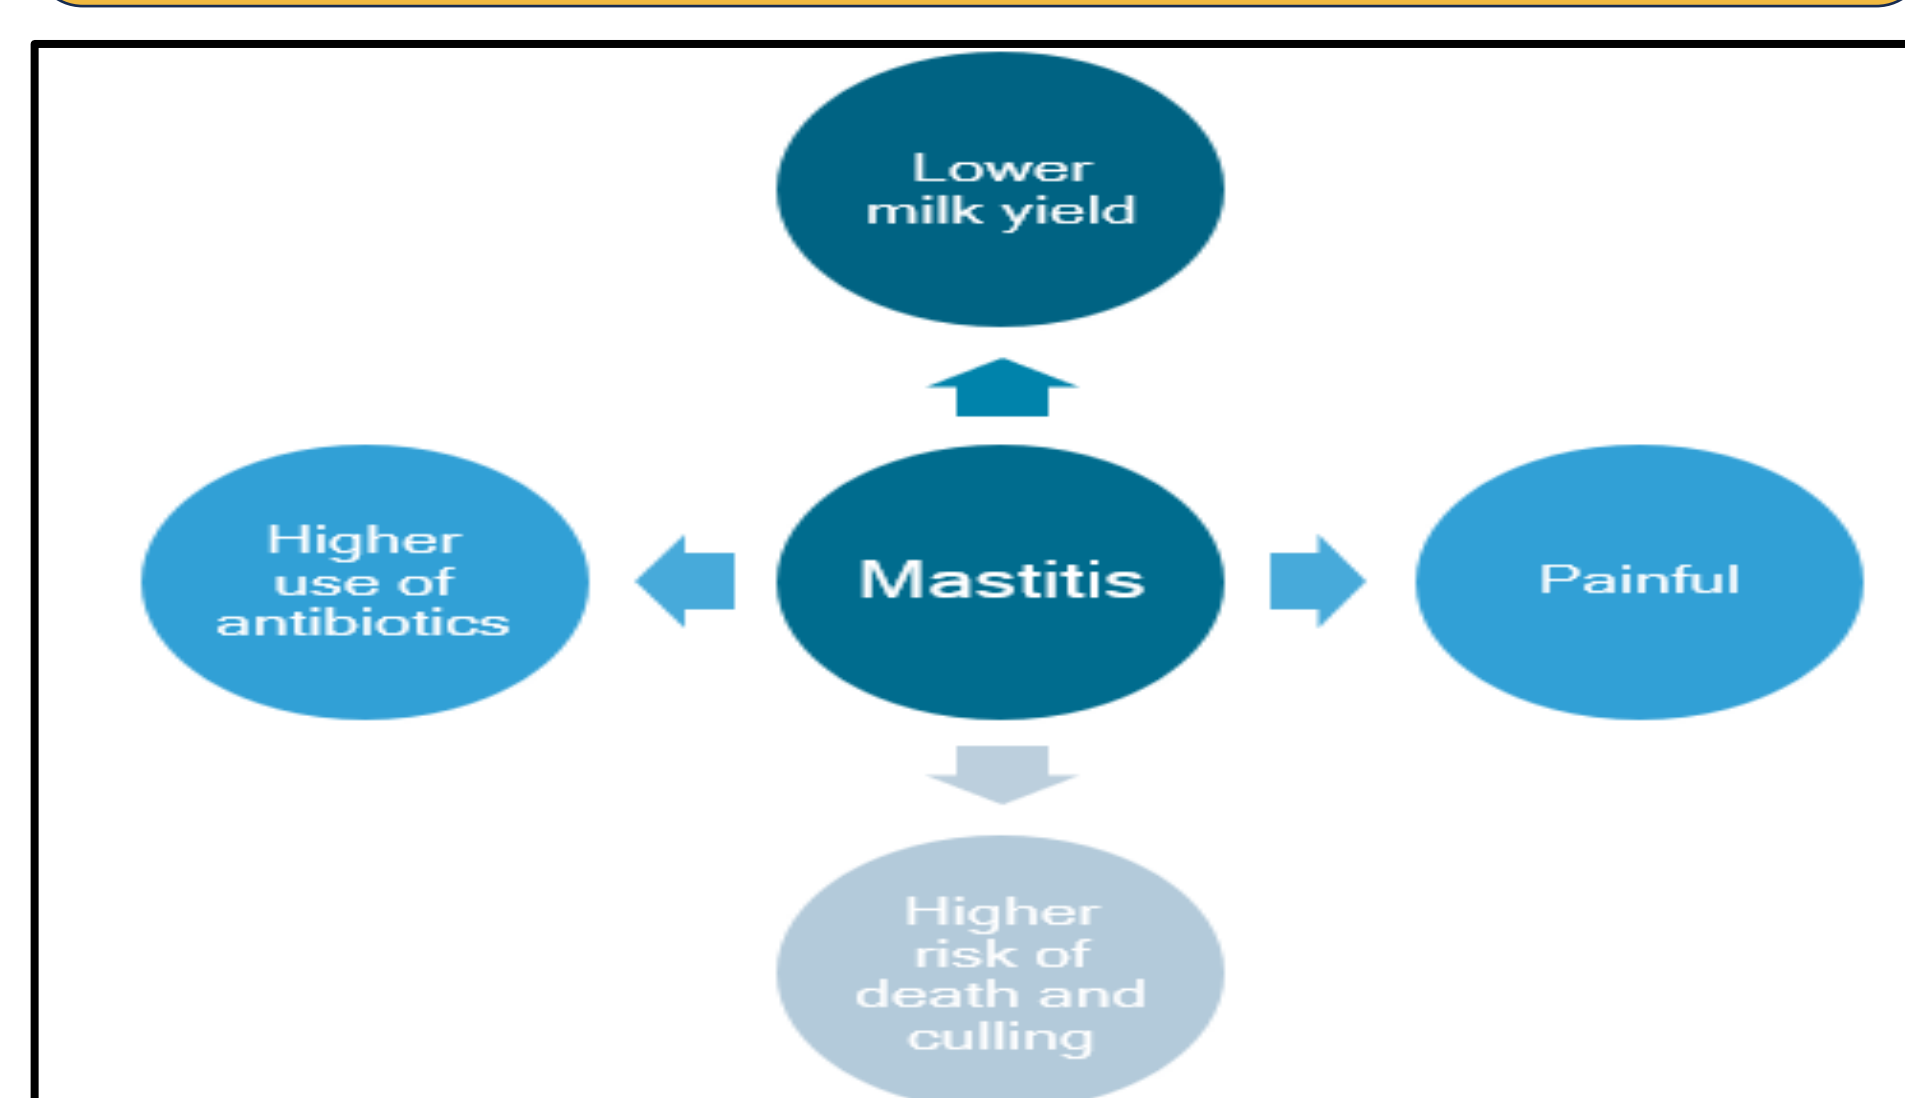 Lower
milk yield
Higher
use of
antibiotics
Mastitis
Painful
Higher
risk of
death and
culling